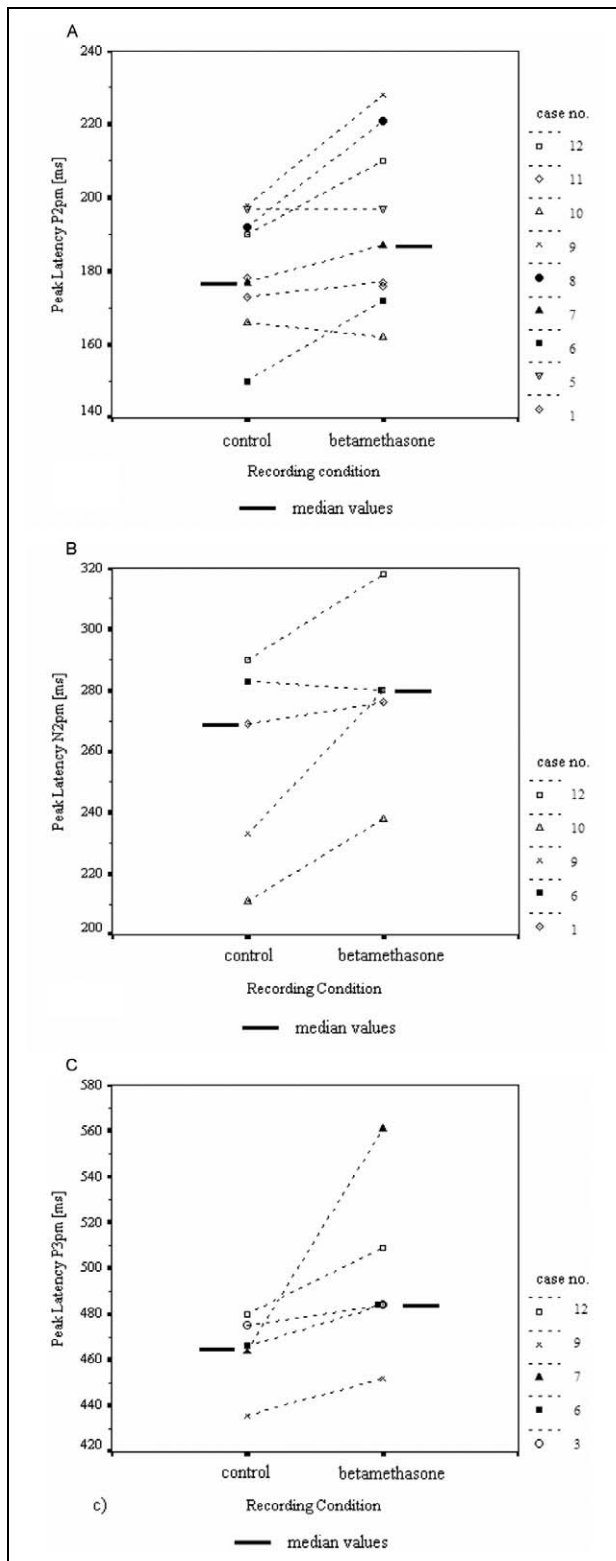 A
240
220
200
180
160
140
Peak Latency P2pm [ms]
control
betamethasone
Recording condition
median values
case no.
12
11
10
9
8
7
6
5
1
B
320
300
280
260
240
220
200
Peak Latency N2pm [ms]
control
betamethasone
Recording Condition
median values
case no.
12
10
9
6
1
C
580
560
540
520
500
480
460
440
420
Peak Latency P3pm [ms]
control
betamethasone
c)
Recording Condition
median values
case no.
12
9
7
6
3